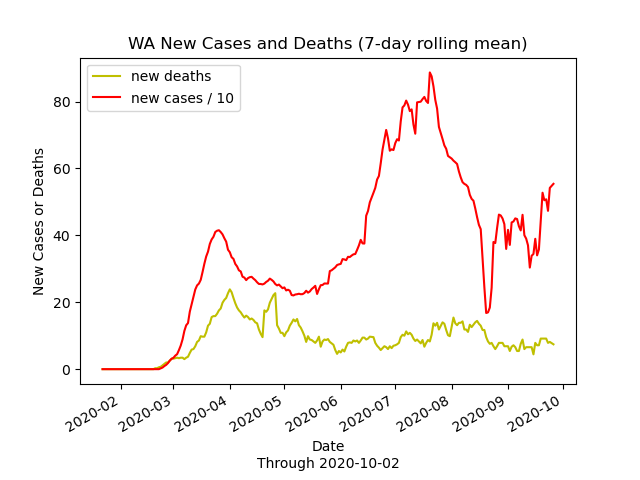 WA New Cases and Deaths (7-day rolling mean)
new deaths
new cases / 10
New Cases or Deaths
80
60
40
20
0
2020-02
2020-03
2020-04
2020-05
2020-06
2020-07
2020-08
2020-09
2020-10
Date
Through 2020-10-02